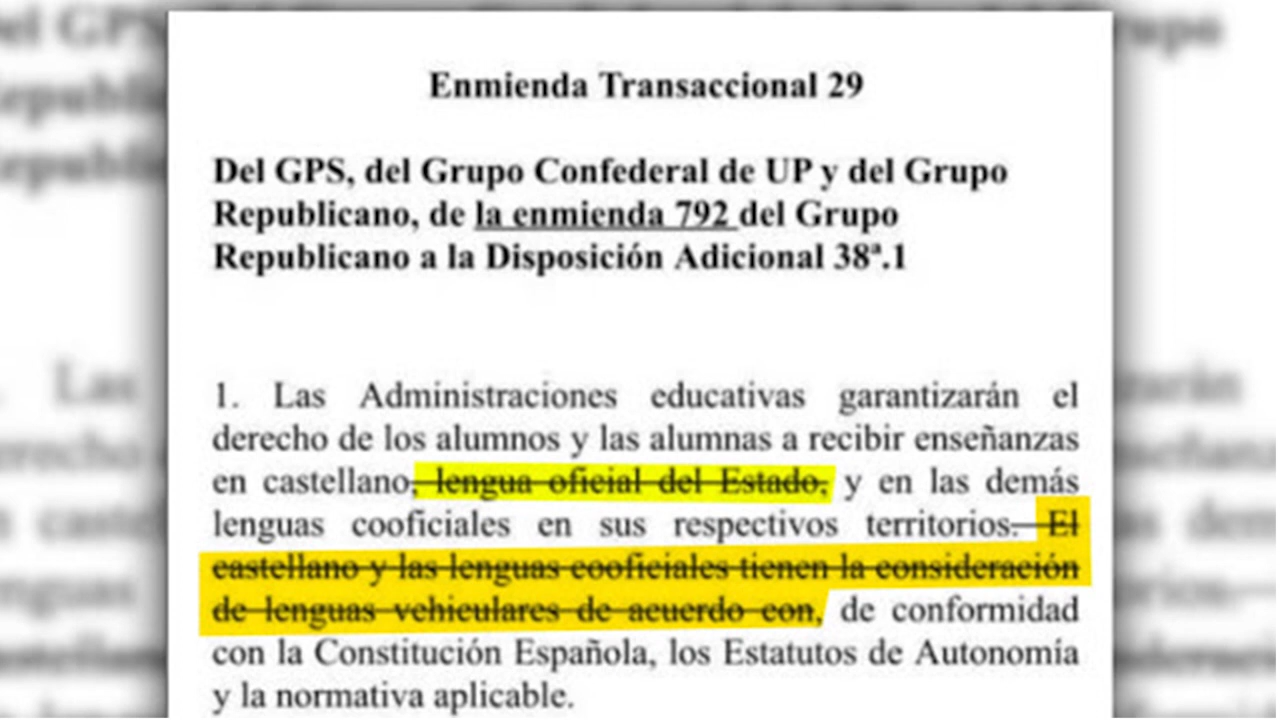 Enmienda Transaccional 29
Del GPS, del Grupo Confederal de UP y del Grupo
Republicano, de la enmienda 792 del Grupo
Republicano a la Disposición Adicional 38ª.1
1. Las Administraciones educativas garantizarán el
derecho de los alumnos y las alumnas a recibir enseñanzas
en castellano, lengua oficial del Estado, y en las demás
lenguas cooficiales en sus respectivos territorios. El
castellano y las lenguas cooficiales tienen la consideración
de lenguas vehiculares de acuerdo con, de conformidad
con la Constitución Española, los Estatutos de Autonomía
y la normativa aplicable.